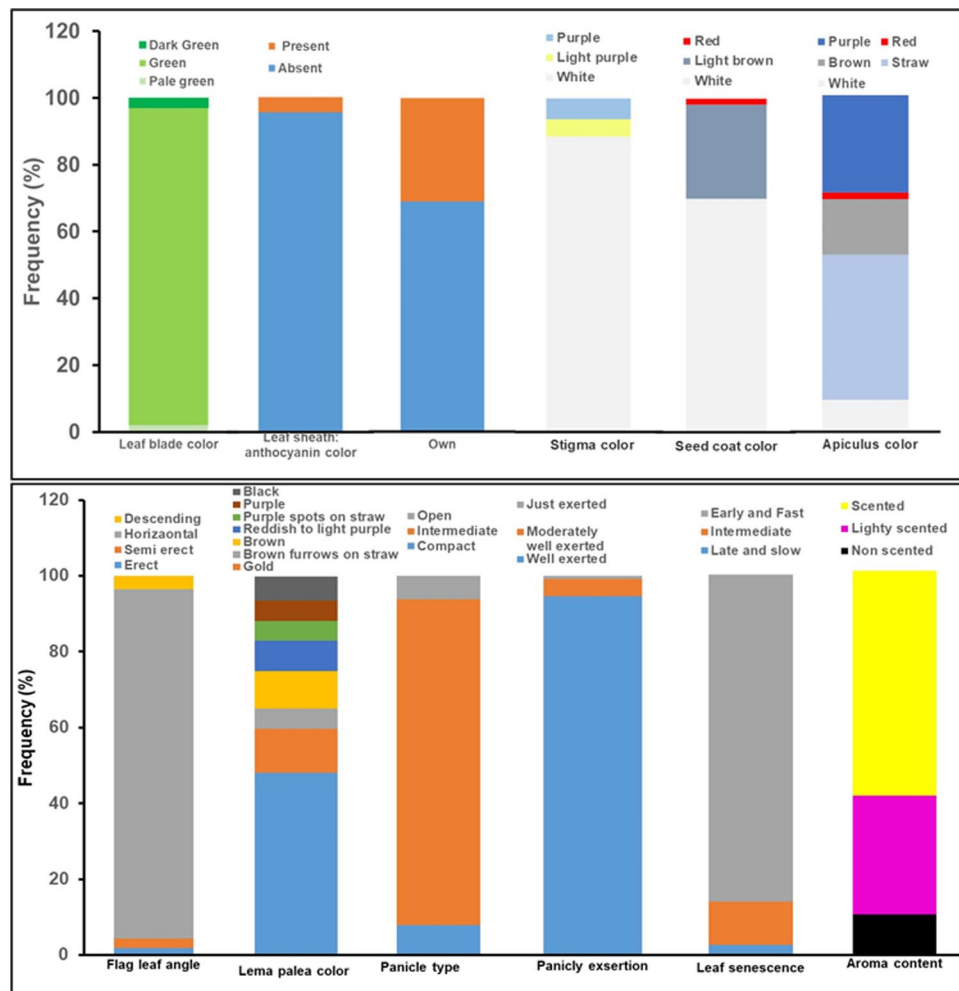 120
100
80
60
40
20
0
Frequency (%)
Dark Green
Green
Pale green
Present
Absent
Purple
Light purple
White
Red
Light brown
White
Purple Red
Brown Straw
White
Leaf blade color
Leaf sheath:
anthocyanin color
Own
Stigma color
Seed coat color
Apiculus color
120
100
80
60
40
20
0
Frequency (%)
Descending
Horizaontal
Semi erect
Erect
Black
Purple
Purple spots on straw
Reddish to light purple
Brown
Brown furrows on straw
Gold
Open
Intermediate
Compact
Just exerted
Moderately
well exerted
Well exerted
Early and Fast
Intermediate
Late and slow
Scented
Lighty scented
Non scented
Flag leaf angle
Lema palea color
Panicle type
Panicly exsertion
Leaf senescence
Aroma content